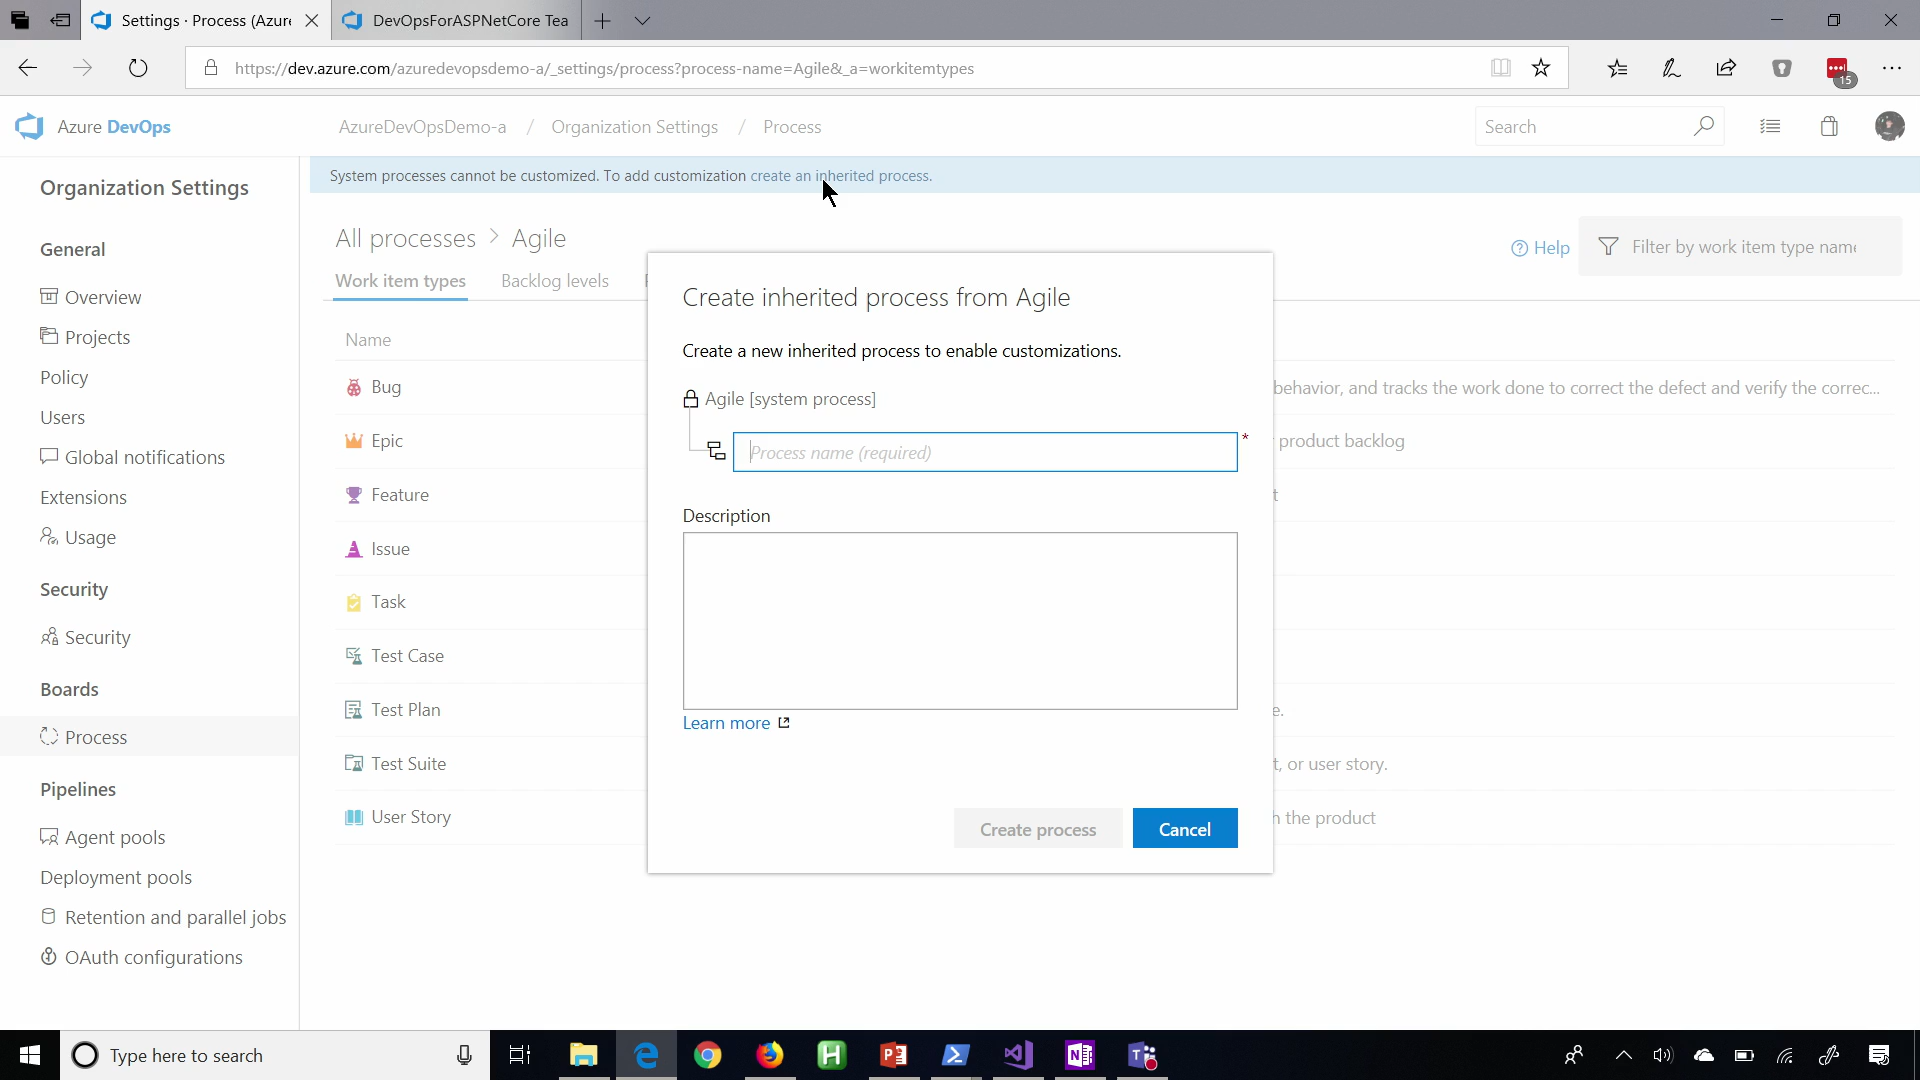 Settings · Process (Azure
DevOpsForASPNetCore Tea
https://dev.azure.com/azuredevopsdemo-a/_settings/process?process-name=Agile&_a=workitemtypes
15
Azure DevOps
AzureDevOpsDemo-a / Organization Settings / Process
Search
Organization Settings
General
Overview
Projects
Policy
Users
Global notifications
Extensions
Usage
Security
Security
Boards
Process
Pipelines
Agent pools
Deployment pools
Retention and parallel jobs
OAuth configurations
System processes cannot be customized. To add customization create an inherited process.
All processes > Agile
Help
Filter by work item type name
Work item types
Backlog levels
Name
Bug
behavior, and tracks the work done to correct the defect and verify the correc...
Epic
product backlog
Feature
Issue
Task
Test Case
Test Plan
Test Suite
t, or user story.
User Story
the product
Create inherited process from Agile
Create a new inherited process to enable customizations.
Agile [system process]
Process name (required)
*
Description
Learn more
Create process
Cancel
Type here to search